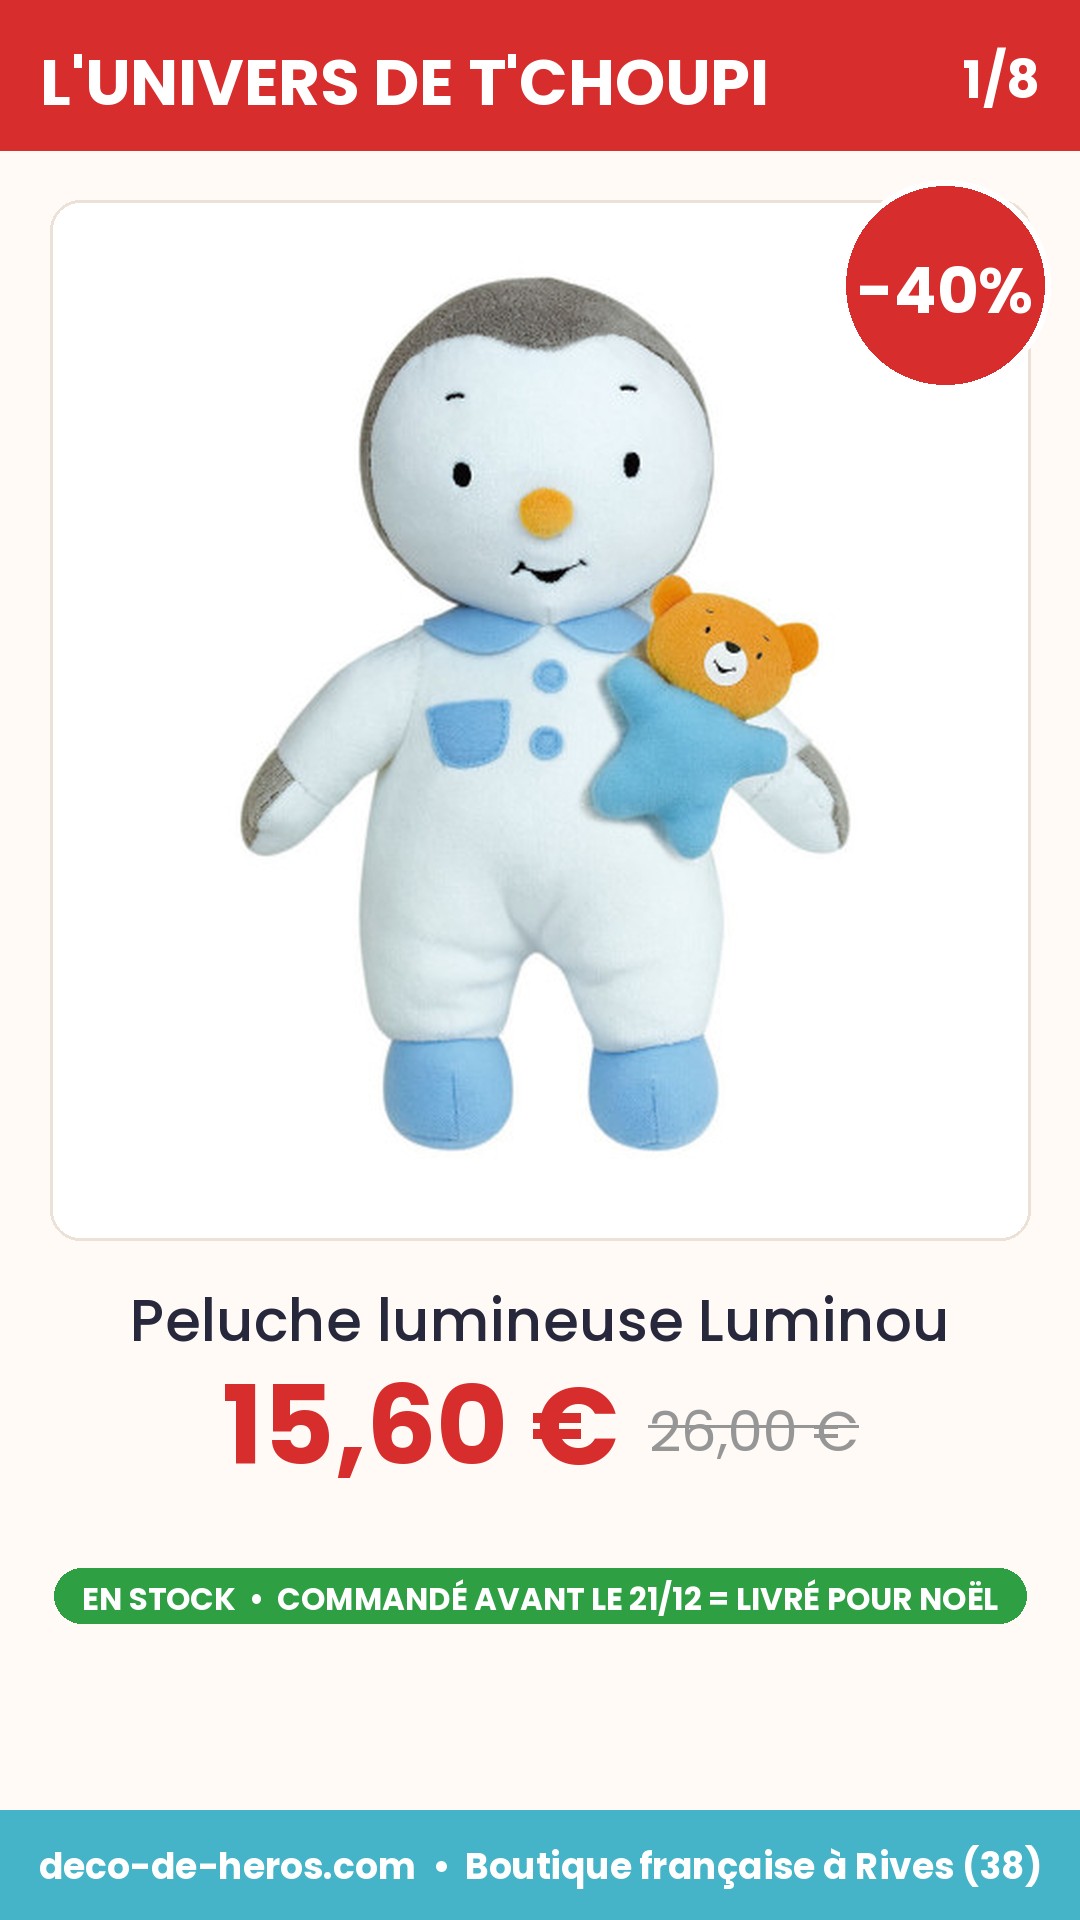 L'UNIVERS DE T'CHOUPI
1/8
-40%
Peluche lumineuse Luminou
15,60 € 26,00 €
EN STOCK • COMMANDÉ AVANT LE 21/12 = LIVRÉ POUR NOËL
deco-de-heros.com • Boutique française à Rives (38)